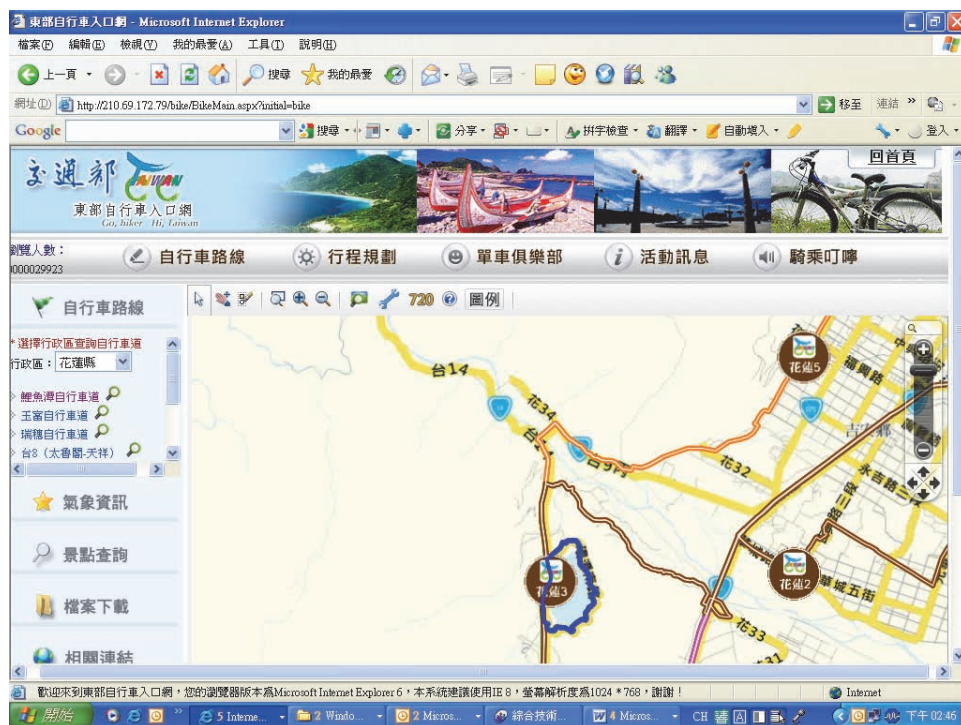 東部自行車入口網 - Microsoft Internet Explorer
檔案(F) 編輯(E) 檢視(V) 我的最愛(A) 工具(T) 說明(H)
上一頁 搜尋 我的最愛
網址(D) http://210.69.172.79/bike/BikeMain.aspx?initial=bike 移至 連結 »
Google 搜尋 分享 拼字檢查 翻譯 自動填入 登入
交通部 TAIWAN
東部自行車入口網
Go, biker - Hi, Taiwan
回首頁
瀏覽人數：
0000029923
自行車路線 行程規劃 單車俱樂部 活動訊息 騎乘叮嚀
自行車路線
720 圖例
* 選擇行政區查詢自行車道
行政區： 花蓮縣
鯉魚潭自行車道
玉富自行車道
瑞穗自行車道
台8（太魯閣-天祥）
氣象資訊
景點查詢
檔案下載
相關連結
台14
花34
台9丙
花32
花蓮5
福興路
吉安鄉
永吉路二段
花蓮3
花蓮2
華城五街
花33
花31
歡迎來到東部自行車入口網，您的瀏覽器版本為Microsoft Internet Explorer 6，本系統建議使用IE 8，螢幕解析度為1024 * 768，謝謝！ Internet
開始 5 Interne... 2 Windo... 2 Micros... 綜合技術... 4 Micros... CH 下午 02:46